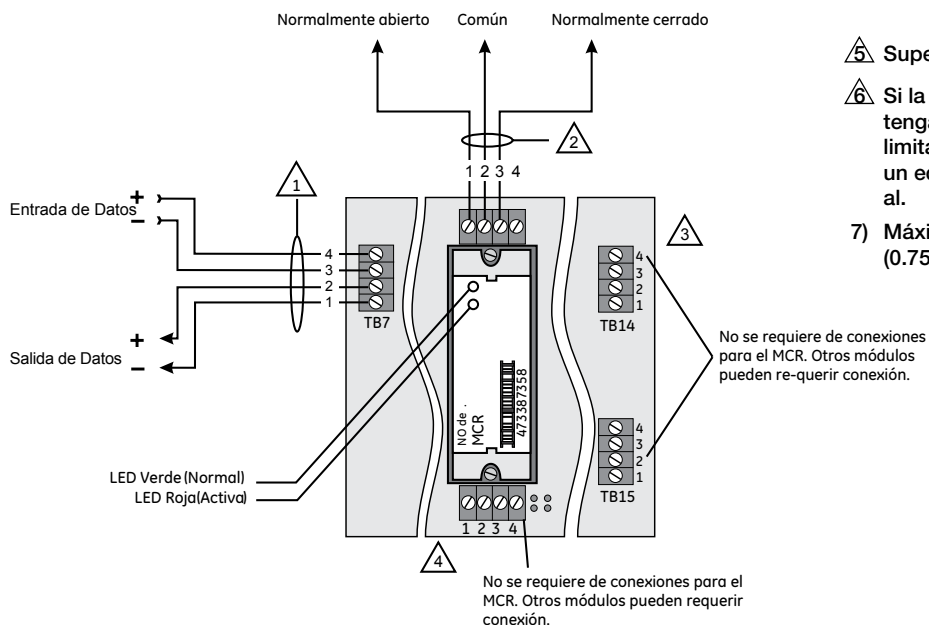 Normalmente abierto Común Normalmente cerrado
5 Supe
6 Si la
tenga
limita
un ec
al.
7) Máxi
(0.75
2
1 2 3 4
1
Entrada de Datos + −
4
3
2
1
TB7
Salida de Datos + −
3
4
3
2
1
TB14
No se requiere de conexiones
para el MCR. Otros módulos
pueden re-querir conexión.
NO de .
MCR
473387358
4
3
2
1
TB15
LED Verde (Normal)
LED Roja(Activa)
1 2 3 4
4
No se requiere de conexiones para el
MCR. Otros módulos pueden requerir
conexión.